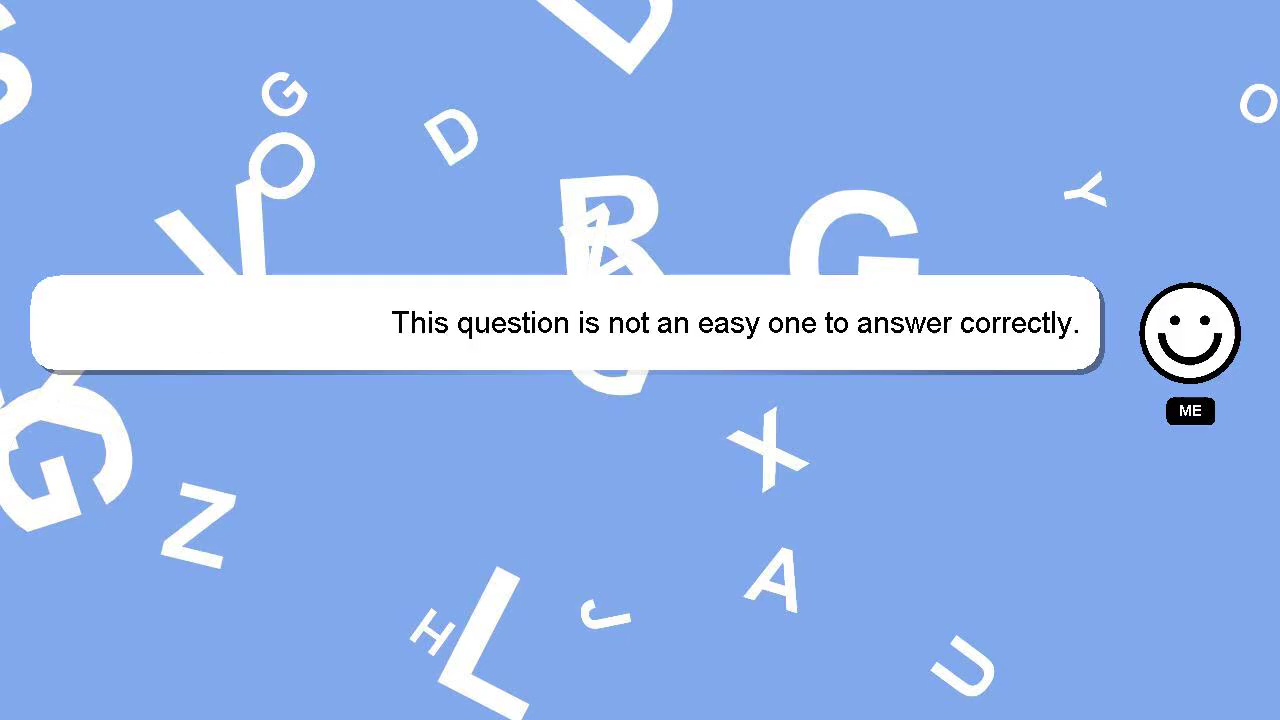 S
G
O
D
D
O
V
R
A
G
Y
This question is not an easy one to answer correctly.
ME
G
X
Z
A
H
L
J
U